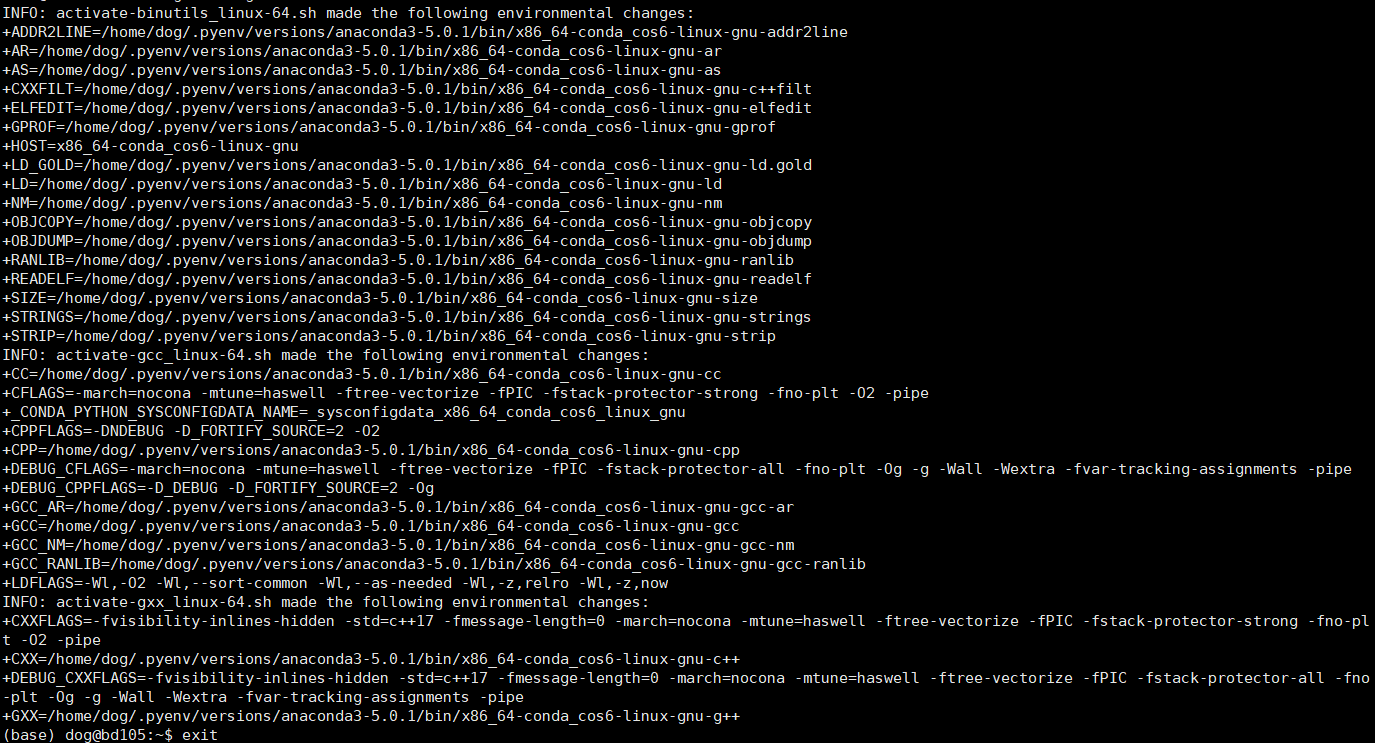 INFO: activate-binutils_linux-64.sh made the following environmental changes:
+ADDR2LINE=/home/dog/.pyenv/versions/anaconda3-5.0.1/bin/x86_64-conda_cos6-linux-gnu-addr2line
+AR=/home/dog/.pyenv/versions/anaconda3-5.0.1/bin/x86_64-conda_cos6-linux-gnu-ar
+AS=/home/dog/.pyenv/versions/anaconda3-5.0.1/bin/x86_64-conda_cos6-linux-gnu-as
+CXXFILT=/home/dog/.pyenv/versions/anaconda3-5.0.1/bin/x86_64-conda_cos6-linux-gnu-c++filt
+ELFEDIT=/home/dog/.pyenv/versions/anaconda3-5.0.1/bin/x86_64-conda_cos6-linux-gnu-elfedit
+GPROF=/home/dog/.pyenv/versions/anaconda3-5.0.1/bin/x86_64-conda_cos6-linux-gnu-gprof
+HOST=x86_64-conda_cos6-linux-gnu
+LD_GOLD=/home/dog/.pyenv/versions/anaconda3-5.0.1/bin/x86_64-conda_cos6-linux-gnu-ld.gold
+LD=/home/dog/.pyenv/versions/anaconda3-5.0.1/bin/x86_64-conda_cos6-linux-gnu-ld
+NM=/home/dog/.pyenv/versions/anaconda3-5.0.1/bin/x86_64-conda_cos6-linux-gnu-nm
+OBJCOPY=/home/dog/.pyenv/versions/anaconda3-5.0.1/bin/x86_64-conda_cos6-linux-gnu-objcopy
+OBJDUMP=/home/dog/.pyenv/versions/anaconda3-5.0.1/bin/x86_64-conda_cos6-linux-gnu-objdump
+RANLIB=/home/dog/.pyenv/versions/anaconda3-5.0.1/bin/x86_64-conda_cos6-linux-gnu-ranlib
+READELF=/home/dog/.pyenv/versions/anaconda3-5.0.1/bin/x86_64-conda_cos6-linux-gnu-readelf
+SIZE=/home/dog/.pyenv/versions/anaconda3-5.0.1/bin/x86_64-conda_cos6-linux-gnu-size
+STRINGS=/home/dog/.pyenv/versions/anaconda3-5.0.1/bin/x86_64-conda_cos6-linux-gnu-strings
+STRIP=/home/dog/.pyenv/versions/anaconda3-5.0.1/bin/x86_64-conda_cos6-linux-gnu-strip
INFO: activate-gcc_linux-64.sh made the following environmental changes:
+CC=/home/dog/.pyenv/versions/anaconda3-5.0.1/bin/x86_64-conda_cos6-linux-gnu-cc
+CFLAGS=-march=nocona -mtune=haswell -ftree-vectorize -fPIC -fstack-protector-strong -fno-plt -O2 -pipe
+_CONDA_PYTHON_SYSCONFIGDATA_NAME=_sysconfigdata_x86_64_conda_cos6_linux_gnu
+CPPFLAGS=-DNDEBUG -D_FORTIFY_SOURCE=2 -O2
+CPP=/home/dog/.pyenv/versions/anaconda3-5.0.1/bin/x86_64-conda_cos6-linux-gnu-cpp
+DEBUG_CFLAGS=-march=nocona -mtune=haswell -ftree-vectorize -fPIC -fstack-protector-all -fno-plt -Og -g -Wall -Wextra -fvar-tracking-assignments -pipe
+DEBUG_CPPFLAGS=-D_DEBUG -D_FORTIFY_SOURCE=2 -Og
+GCC_AR=/home/dog/.pyenv/versions/anaconda3-5.0.1/bin/x86_64-conda_cos6-linux-gnu-gcc-ar
+GCC=/home/dog/.pyenv/versions/anaconda3-5.0.1/bin/x86_64-conda_cos6-linux-gnu-gcc
+GCC_NM=/home/dog/.pyenv/versions/anaconda3-5.0.1/bin/x86_64-conda_cos6-linux-gnu-gcc-nm
+GCC_RANLIB=/home/dog/.pyenv/versions/anaconda3-5.0.1/bin/x86_64-conda_cos6-linux-gnu-gcc-ranlib
+LDFLAGS=-Wl,-O2 -Wl,--sort-common -Wl,--as-needed -Wl,-z,relro -Wl,-z,now
INFO: activate-gxx_linux-64.sh made the following environmental changes:
+CXXFLAGS=-fvisibility-inlines-hidden -std=c++17 -fmessage-length=0 -march=nocona -mtune=haswell -ftree-vectorize -fPIC -fstack-protector-strong -fno-pl
t -O2 -pipe
+CXX=/home/dog/.pyenv/versions/anaconda3-5.0.1/bin/x86_64-conda_cos6-linux-gnu-c++
+DEBUG_CXXFLAGS=-fvisibility-inlines-hidden -std=c++17 -fmessage-length=0 -march=nocona -mtune=haswell -ftree-vectorize -fPIC -fstack-protector-all -fno
-plt -Og -g -Wall -Wextra -fvar-tracking-assignments -pipe
+GXX=/home/dog/.pyenv/versions/anaconda3-5.0.1/bin/x86_64-conda_cos6-linux-gnu-g++
(base) dog@bd105:~$ exit